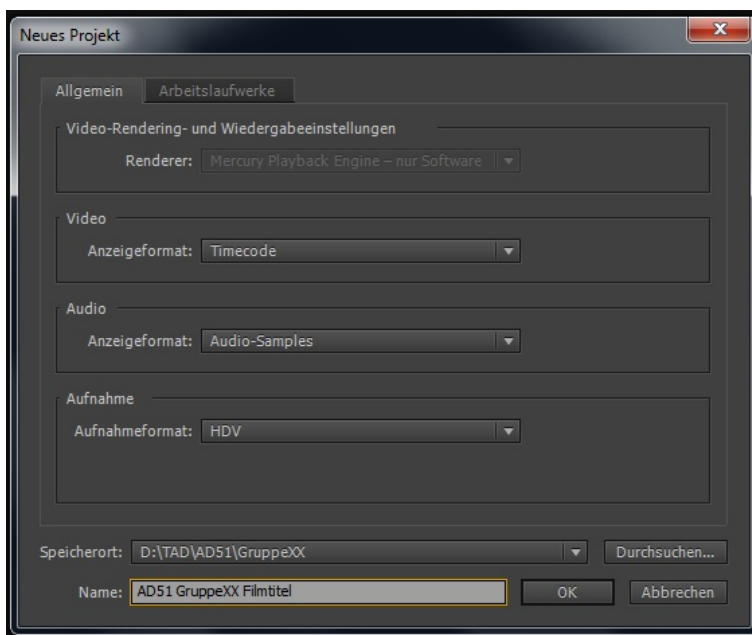 Neues Projekt
Allgemein Arbeitslaufwerke
Video-Rendering- und Wiedergabeeinstellungen
Renderer: Mercury Playback Engine – nur Software
Video
Anzeigeformat: Timecode
Audio
Anzeigeformat: Audio-Samples
Aufnahme
Aufnahmeformat: HDV
Speicherort: D:\TAD\AD51\GruppeXX Durchsuchen...
Name: AD51 GruppeXX Filmtitel OK Abbrechen